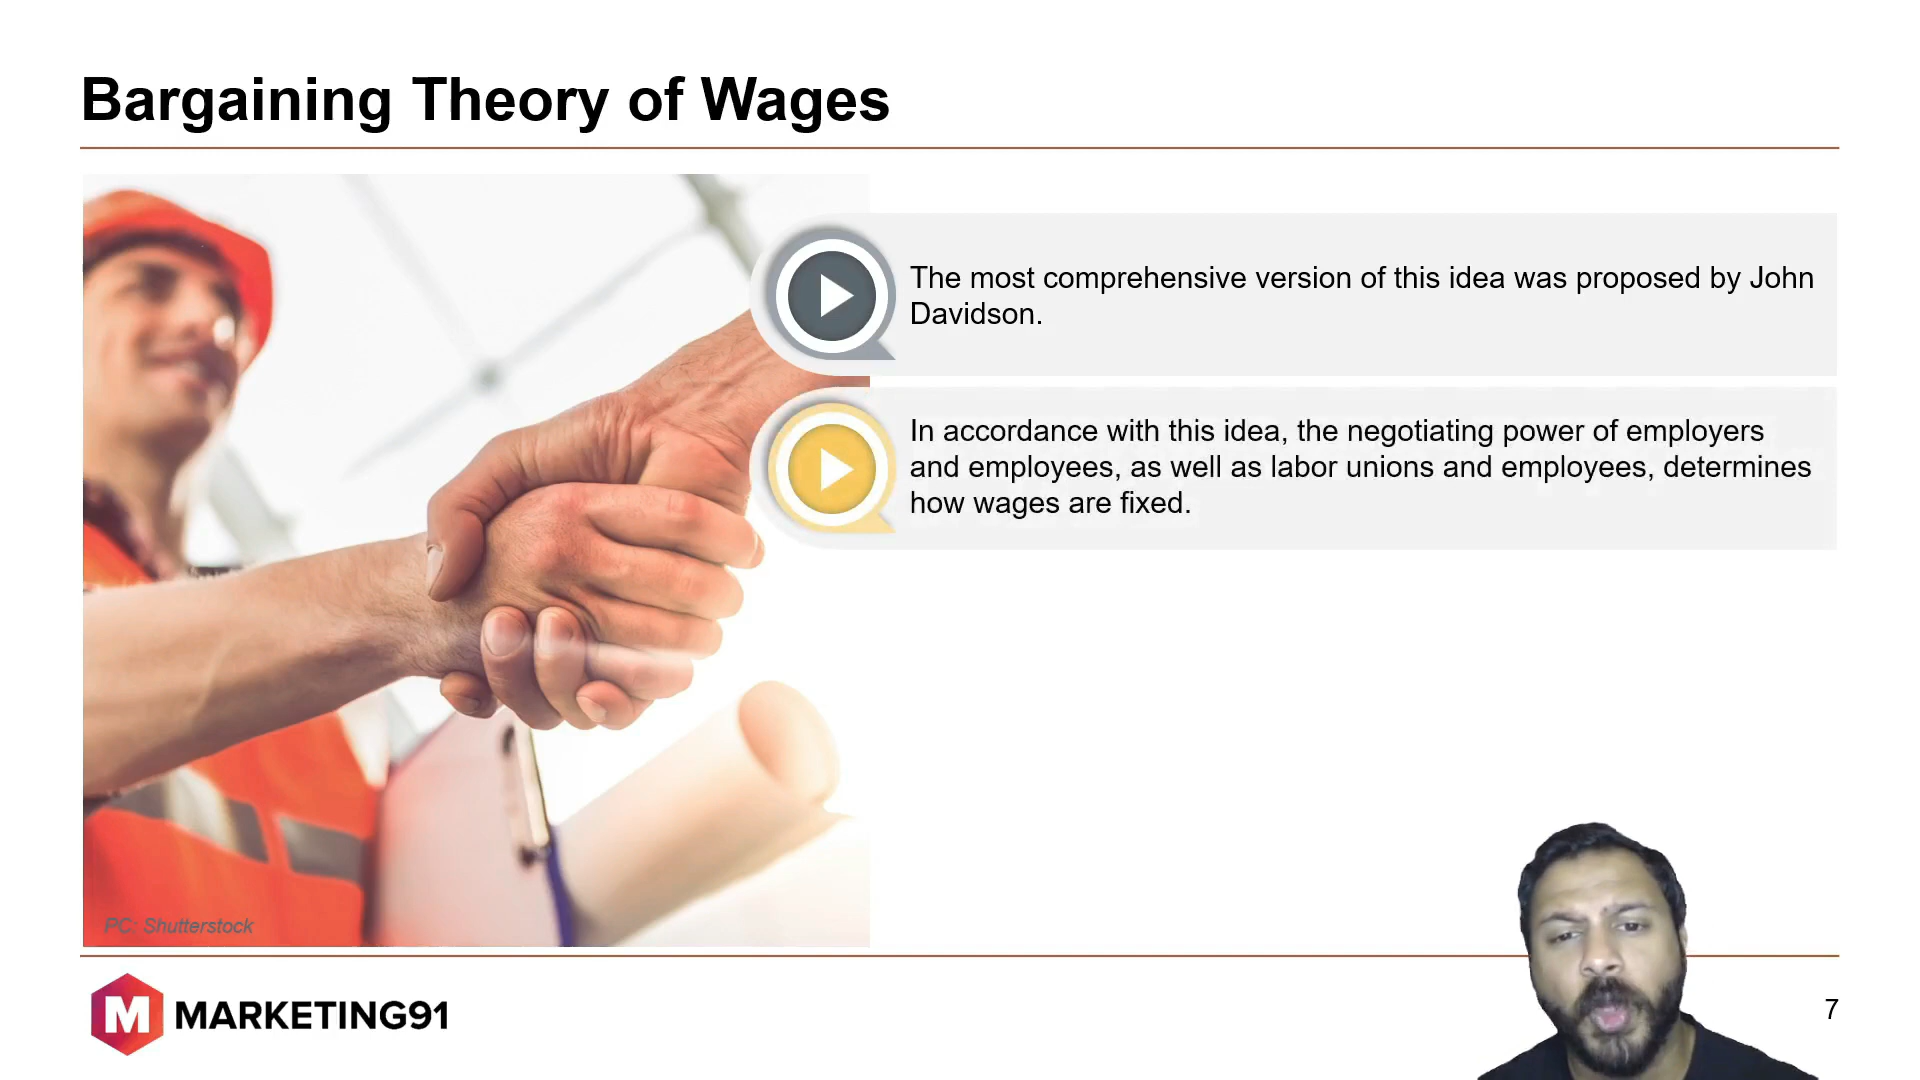 Bargaining Theory of Wages
The most comprehensive version of this idea was proposed by John
Davidson.
In accordance with this idea, the negotiating power of employers
and employees, as well as labor unions and employees, determines
how wages are fixed.
PC: Shutterstock
M MARKETING91
7